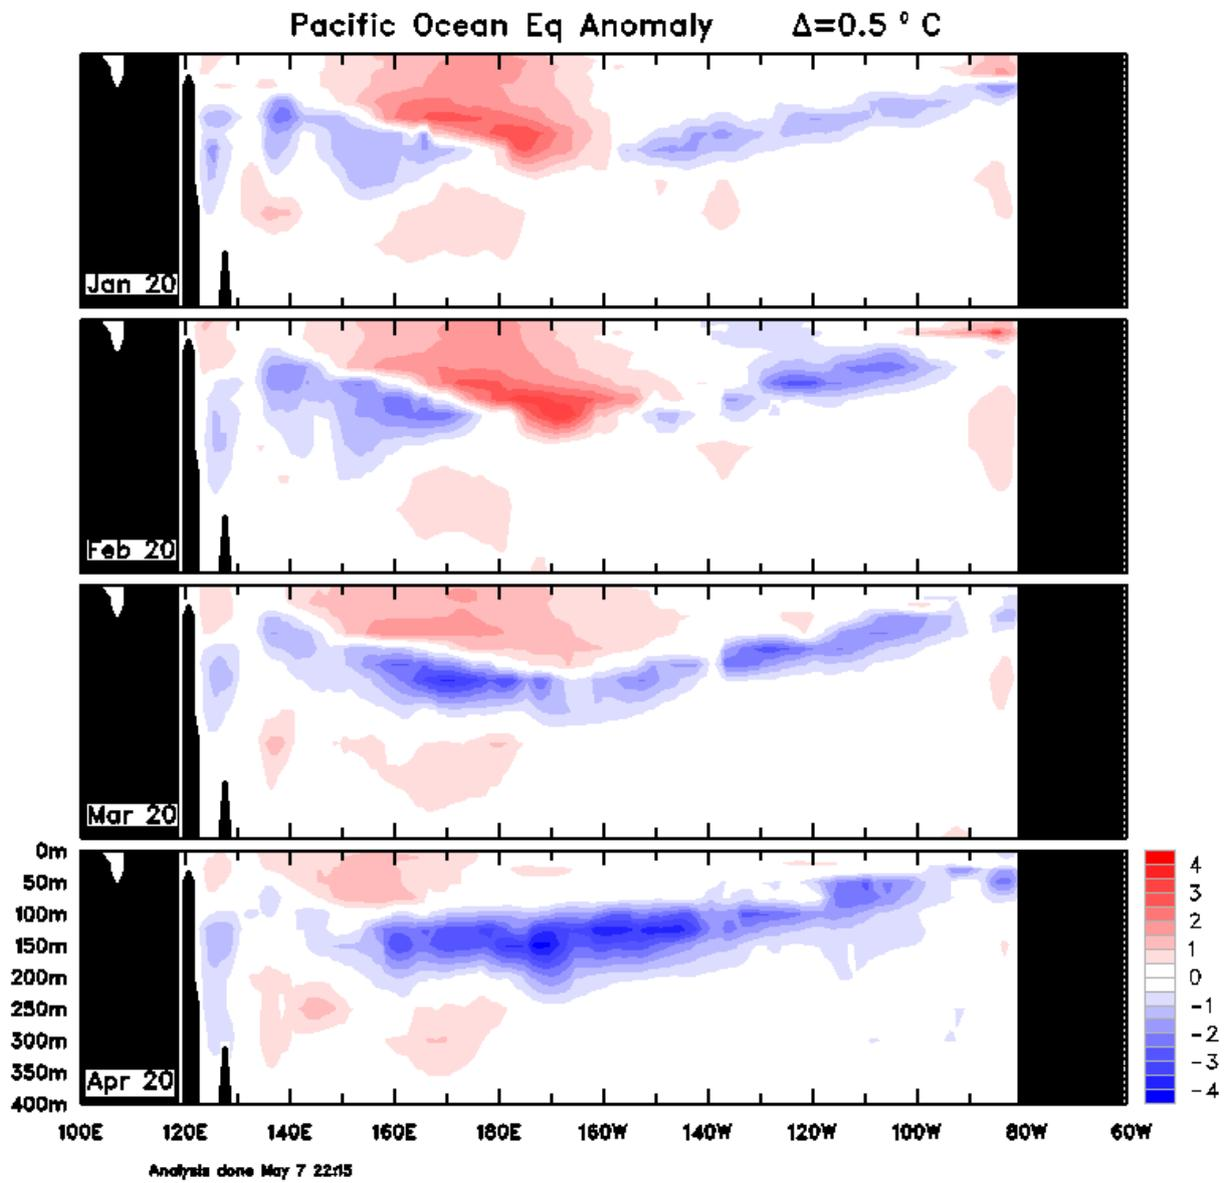 Pacific Ocean Eq Anomaly Δ=0.5 ° C
Jan 20
Feb 20
Mar 20
0m
50m
100m
150m
200m
250m
300m
350m
400m
Apr 20
4
3
2
1
0
-1
-2
-3
-4
100E 120E 140E 160E 180E 160W 140W 120W 100W 80W 60W
Analysis done May 7 22:15